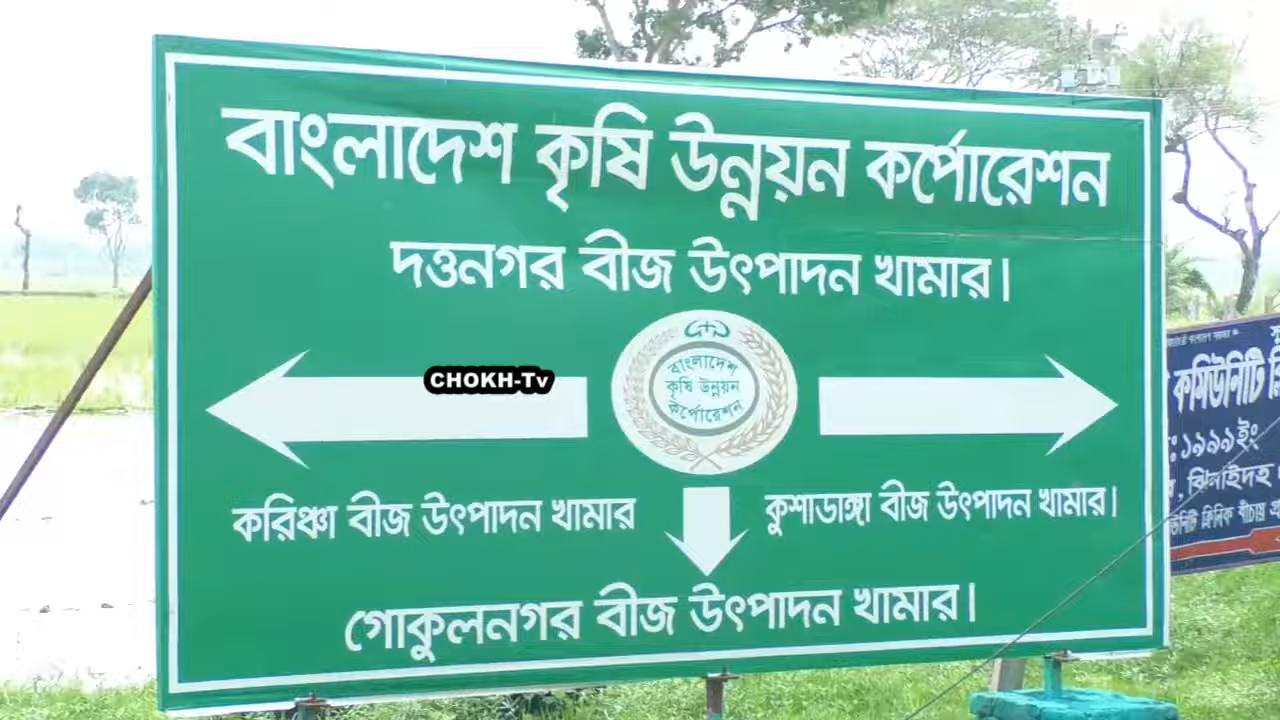 বাংলাদেশ কৃষি উন্নয়ন কর্পোরেশন
দত্তনগর বীজ উৎপাদন খামার।
CHOKH-Tv
বাংলাদেশ
কৃষি উন্নয়ন
কর্পোরেশন
করিঞ্চা বীজ উৎপাদন খামার
কুশাডাঙ্গা বীজ উৎপাদন খামার।
গোকুলনগর বীজ উৎপাদন খামার।
কমিউনিটি
১৯৯৯ইং
ঝিনাইদহ
ক্লিনিক